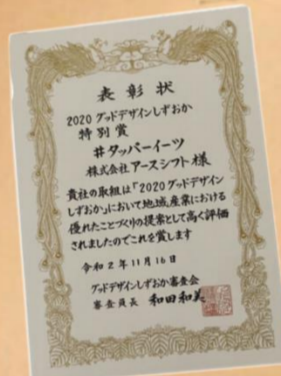 表彰状
2020 グッドデザインしずおか
特別賞
#タッパーイーツ
株式会社アースシフト 様
貴社の取組は「2020グッドデザイン
しずおか」において地域産業における
優れたことづくりの提案として高く評価
されましたのでこれを賞します
令和2年11月16日
グッドデザインしずおか審査会
審査員長 和田和美